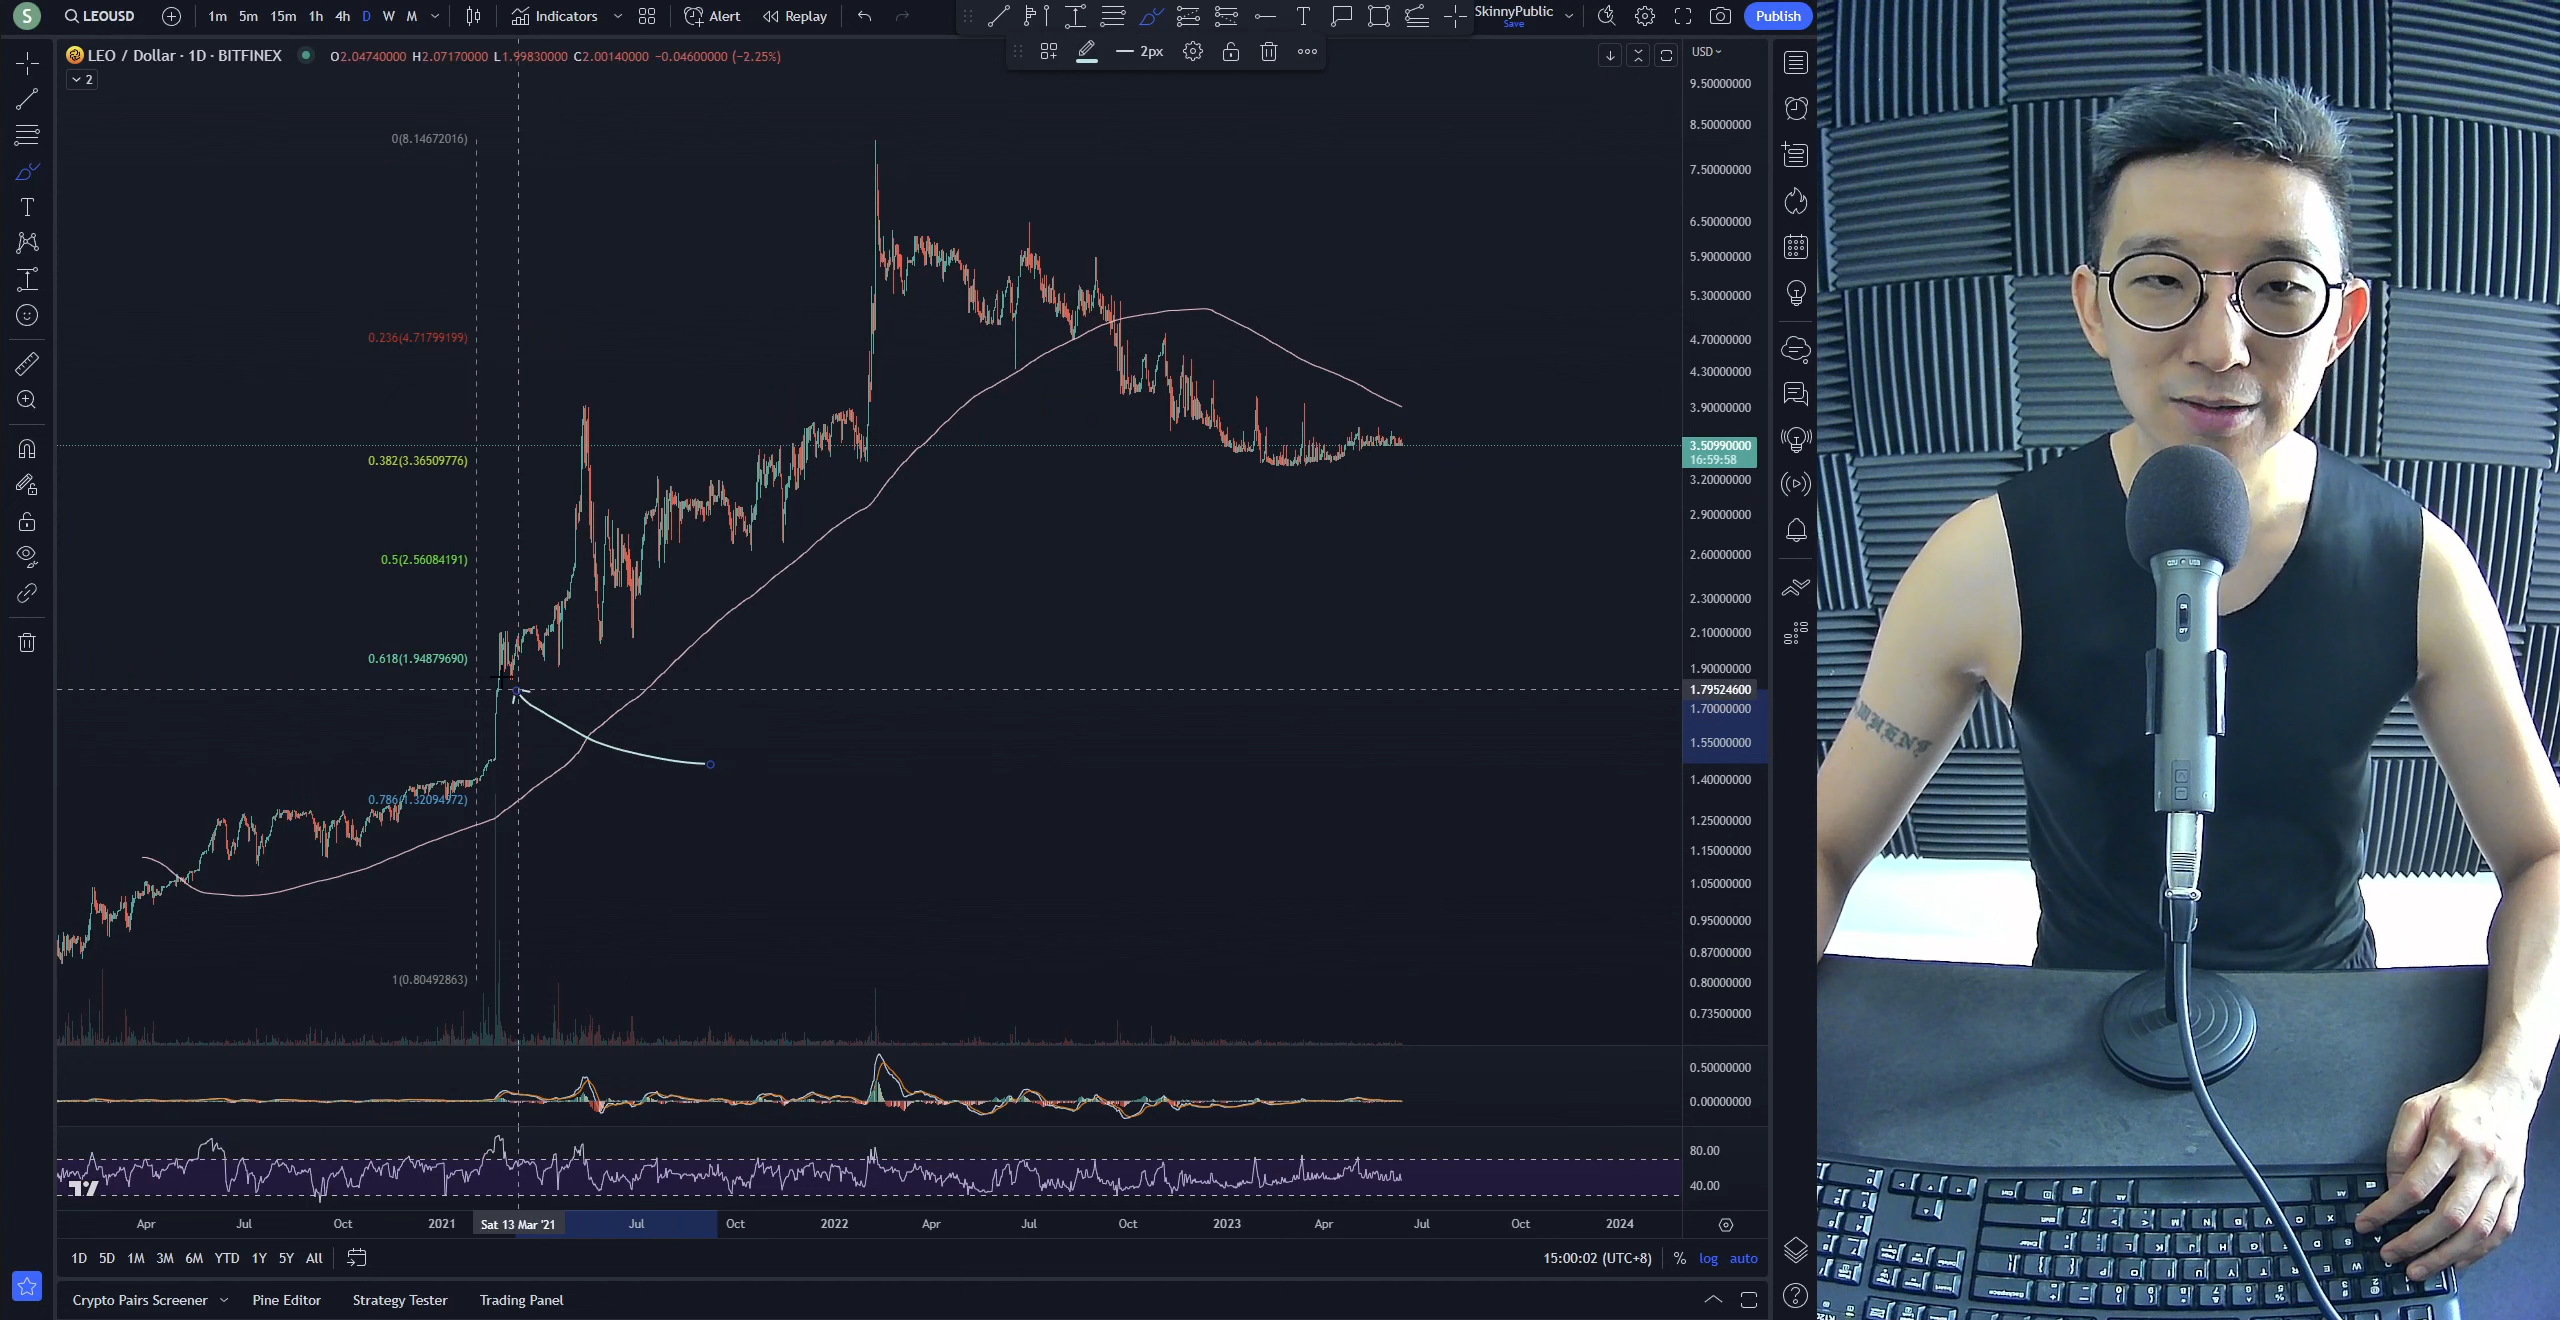 S
LEOUSD
1m 5m 15m 1h 4h D W M
Indicators
Alert
Replay
SkinnyPublic
Save
Publish
LEO / Dollar · 1D · BITFINEX
O2.04740000 H2.07170000 L1.99830000 C2.00140000 −0.04600000 (−2.25%)
2
2px
USD
9.50000000
8.50000000
7.50000000
6.50000000
5.90000000
5.30000000
4.70000000
4.30000000
3.90000000
3.50990000
16:59:58
3.20000000
2.90000000
2.60000000
2.30000000
2.10000000
1.90000000
1.79524600
1.70000000
1.55000000
1.40000000
1.25000000
1.15000000
1.05000000
0.95000000
0.87000000
0.80000000
0.73500000
0.50000000
0.00000000
80.00
40.00
0(8.14672016)
0.236(4.71799199)
0.382(3.36509776)
0.5(2.56084191)
0.618(1.94879690)
0.786(1.32094972)
1(0.80492863)
Apr Jul Oct 2021 Sat 13 Mar '21 Jul Oct 2022 Apr Jul Oct 2023 Apr Jul Oct 2024
1D 5D 1M 3M 6M YTD 1Y 5Y All
15:00:02 (UTC+8) % log auto
Crypto Pairs Screener Pine Editor Strategy Tester Trading Panel